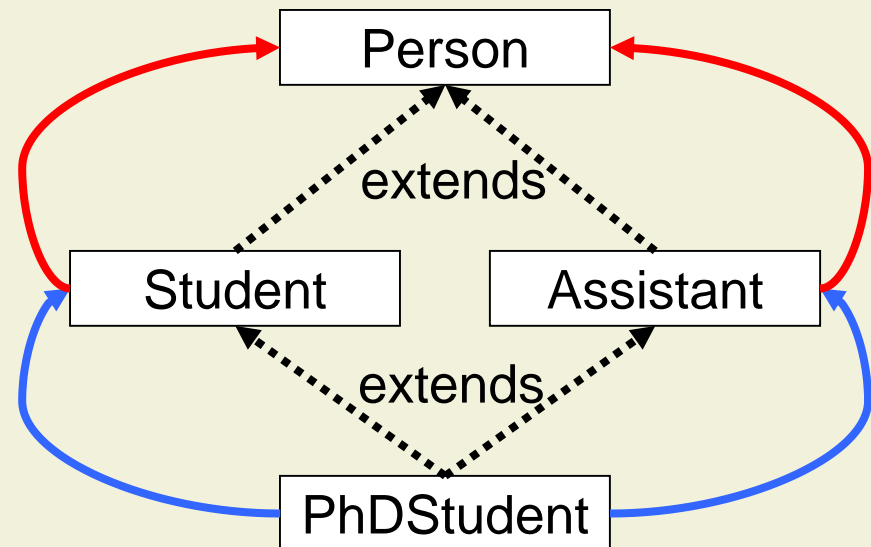 Person
extends
Student
Assistant
extends
PhDStudent